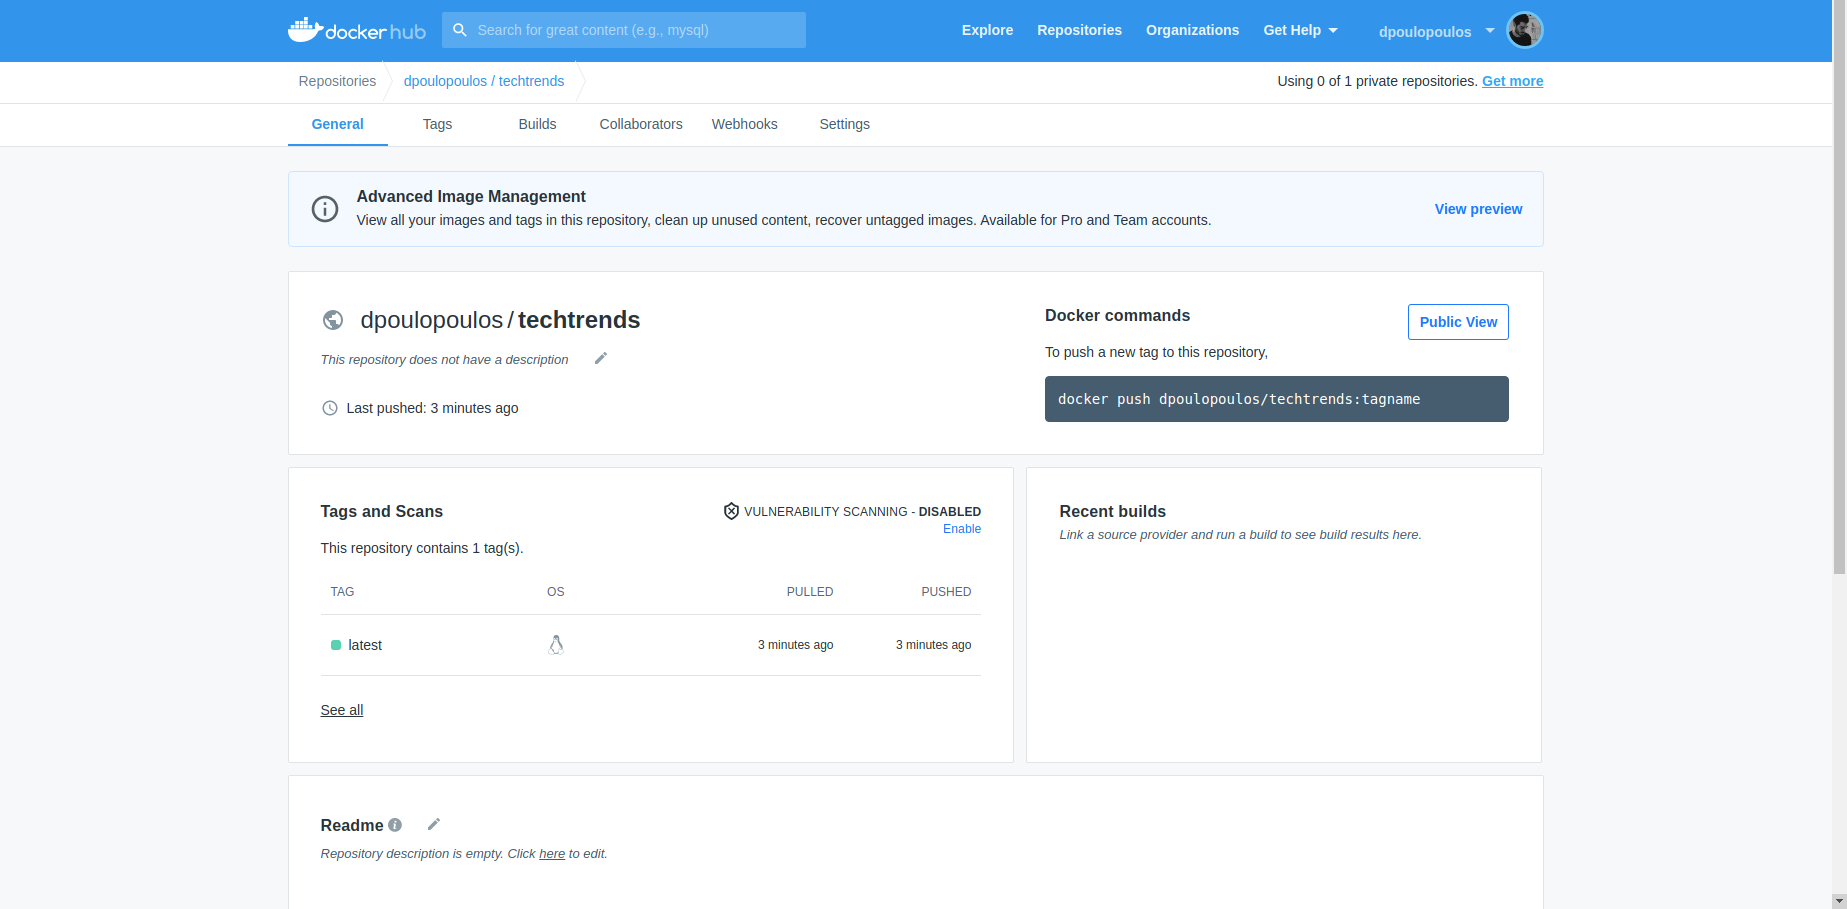 docker hub
Search for great content (e.g., mysql)
Explore
Repositories
Organizations
Get Help
dpoulopoulos
Repositories
dpoulopoulos / techtrends
Using 0 of 1 private repositories. Get more
General
Tags
Builds
Collaborators
Webhooks
Settings
Advanced Image Management
View all your images and tags in this repository, clean up unused content, recover untagged images. Available for Pro and Team accounts.
View preview
dpoulopoulos / techtrends
This repository does not have a description
Last pushed: 3 minutes ago
Docker commands
Public View
To push a new tag to this repository,
docker push dpoulopoulos/techtrends:tagname
Tags and Scans
VULNERABILITY SCANNING - DISABLED
Enable
This repository contains 1 tag(s).
TAG
OS
PULLED
PUSHED
latest
3 minutes ago
3 minutes ago
See all
Recent builds
Link a source provider and run a build to see build results here.
Readme
Repository description is empty. Click here to edit.